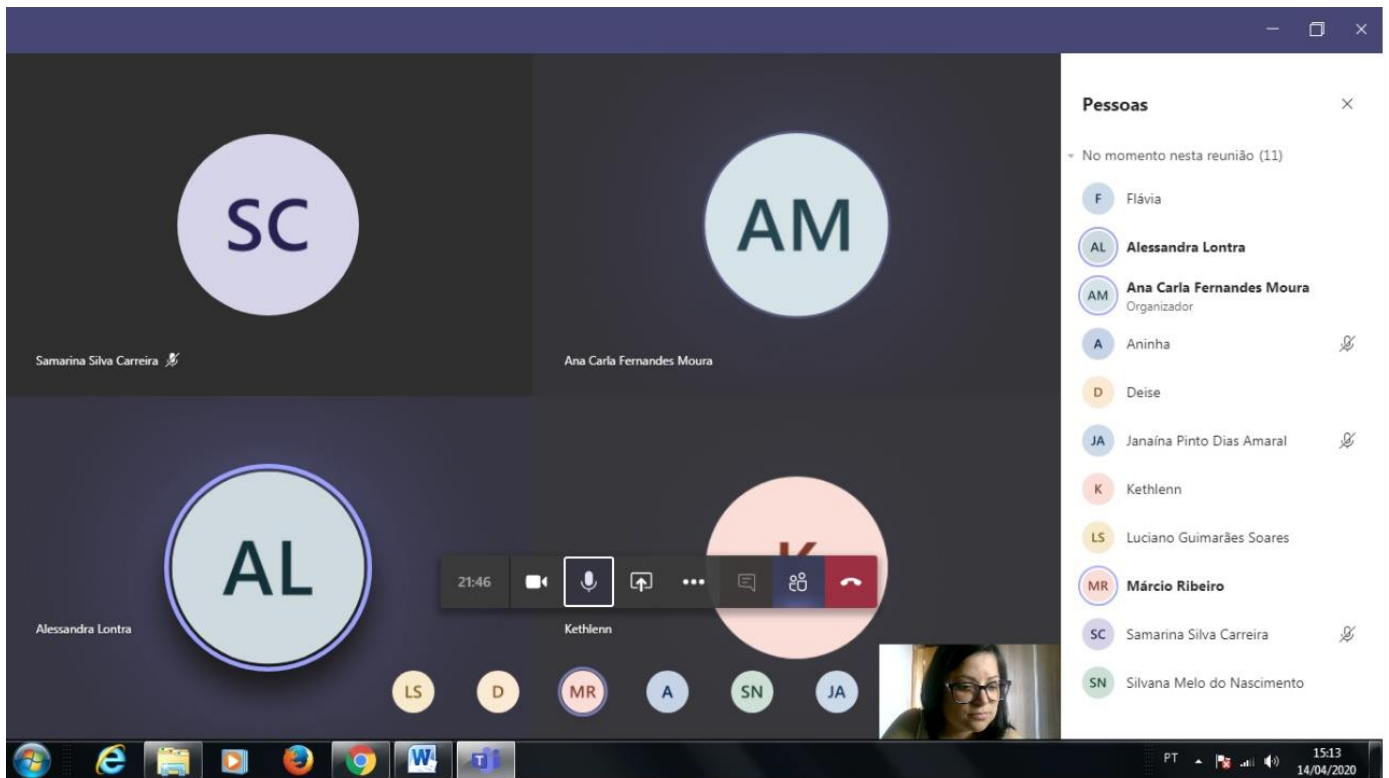 SC
Samarina Silva Carreira
AM
Ana Carla Fernandes Moura
AL
Alessandra Lontra
K
Kethlenn
21:46
LS
D
MR
A
SN
JA
Pessoas
No momento nesta reunião (11)
F Flávia
AL Alessandra Lontra
AM Ana Carla Fernandes Moura
Organizador
A Aninha
D Deise
JA Janaína Pinto Dias Amaral
K Kethlenn
LS Luciano Guimarães Soares
MR Márcio Ribeiro
SC Samarina Silva Carreira
SN Silvana Melo do Nascimento
PT
15:13
14/04/2020